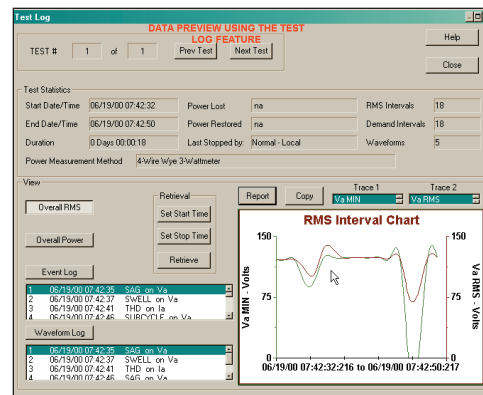 Test Log
DATA PREVIEW USING THE TEST
LOG FEATURE
TEST # 1 of 1 Prev Test Next Test
Help
Close
Test Statistics
Start Date/Time 06/19/00 07:42:32 Power Lost na RMS Intervals 18
End Date/Time 06/19/00 07:42:50 Power Restored na Demand Intervals 18
Duration 0 Days 00:00:18 Last Stopped by: Normal - Local Waveforms 5
Power Measurement Method 4-Wire Wye 3-Wattmeter
View
Overall RMS
Overall Power
Event Log
Retrieval
Set Start Time
Set Stop Time
Retrieve
1 06/19/00 07:42:35 SAG on Va
2 06/19/00 07:42:37 SWELL on Va
3 06/19/00 07:42:41 THD on Ia
4 06/19/00 07:42:46 SUBCYCLE on Va
Waveform Log
1 06/19/00 07:42:35 SAG on Va
2 06/19/00 07:42:37 SWELL on Va
3 06/19/00 07:42:41 THD on Ia
4 06/19/00 07:42:46 SAG on Va
Report Copy
Trace 1 Trace 2
Va MIN Va RMS
RMS Interval Chart
150 150
75 75
0 0
Va MIN - Volts
Va RMS - Volts
06/19/00 07:42:32:216 to 06/19/00 07:42:50:217